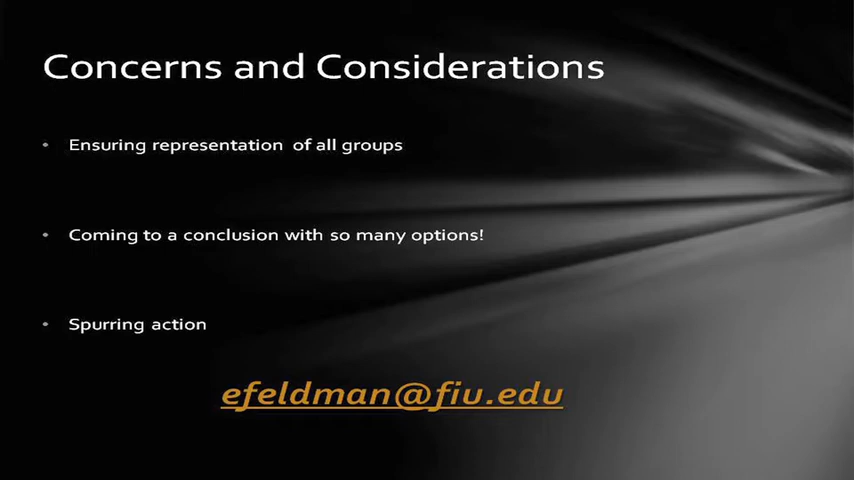 Concerns and Considerations
• Ensuring representation of all groups
• Coming to a conclusion with so many options!
• Spurring action
efeldman@fiu.edu